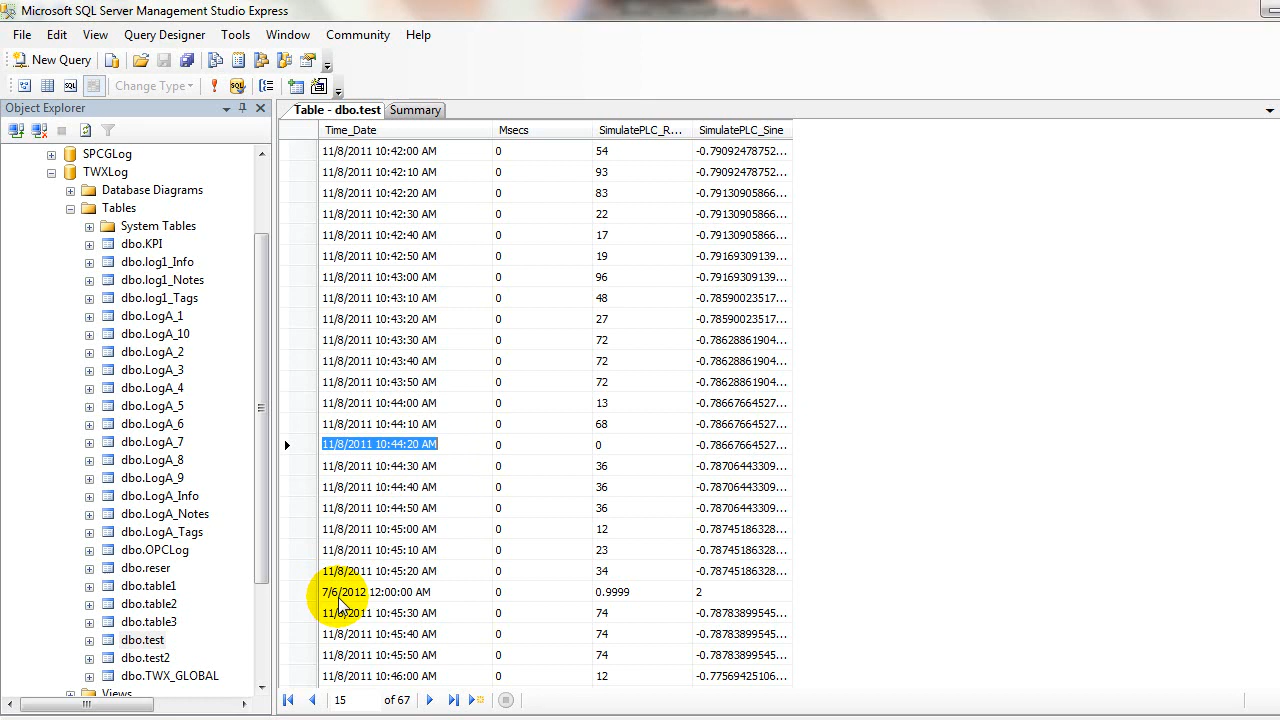 Microsoft SQL Server Management Studio Express
File Edit View Query Designer Tools Window Community Help
New Query
Change Type
Object Explorer
SPCGLog
TWXLog
Database Diagrams
Tables
System Tables
dbo.KPI
dbo.log1_Info
dbo.log1_Notes
dbo.log1_Tags
dbo.LogA_1
dbo.LogA_10
dbo.LogA_2
dbo.LogA_3
dbo.LogA_4
dbo.LogA_5
dbo.LogA_6
dbo.LogA_7
dbo.LogA_8
dbo.LogA_9
dbo.LogA_Info
dbo.LogA_Notes
dbo.LogA_Tags
dbo.OPCLog
dbo.reser
dbo.table1
dbo.table2
dbo.table3
dbo.test
dbo.test2
dbo.TWX_GLOBAL
Views
Table - dbo.test Summary
Time_Date Msecs SimulatePLC_R... SimulatePLC_Sine
11/8/2011 10:42:00 AM 0 54 -0.79092478752...
11/8/2011 10:42:10 AM 0 93 -0.79092478752...
11/8/2011 10:42:20 AM 0 83 -0.79130905866...
11/8/2011 10:42:30 AM 0 22 -0.79130905866...
11/8/2011 10:42:40 AM 0 17 -0.79130905866...
11/8/2011 10:42:50 AM 0 19 -0.79169309139...
11/8/2011 10:43:00 AM 0 96 -0.79169309139...
11/8/2011 10:43:10 AM 0 48 -0.78590023517...
11/8/2011 10:43:20 AM 0 27 -0.78590023517...
11/8/2011 10:43:30 AM 0 72 -0.78628861904...
11/8/2011 10:43:40 AM 0 72 -0.78628861904...
11/8/2011 10:43:50 AM 0 72 -0.78628861904...
11/8/2011 10:44:00 AM 0 13 -0.78667664527...
11/8/2011 10:44:10 AM 0 68 -0.78667664527...
11/8/2011 10:44:20 AM 0 0 -0.78667664527...
11/8/2011 10:44:30 AM 0 36 -0.78706443309...
11/8/2011 10:44:40 AM 0 36 -0.78706443309...
11/8/2011 10:44:50 AM 0 36 -0.78706443309...
11/8/2011 10:45:00 AM 0 12 -0.78745186328...
11/8/2011 10:45:10 AM 0 23 -0.78745186328...
11/8/2011 10:45:20 AM 0 34 -0.78745186328...
7/6/2012 12:00:00 AM 0 0.9999 2
11/8/2011 10:45:30 AM 0 74 -0.78783899545...
11/8/2011 10:45:40 AM 0 74 -0.78783899545...
11/8/2011 10:45:50 AM 0 74 -0.78783899545...
11/8/2011 10:46:00 AM 0 12 -0.77569425106...
15 of 67